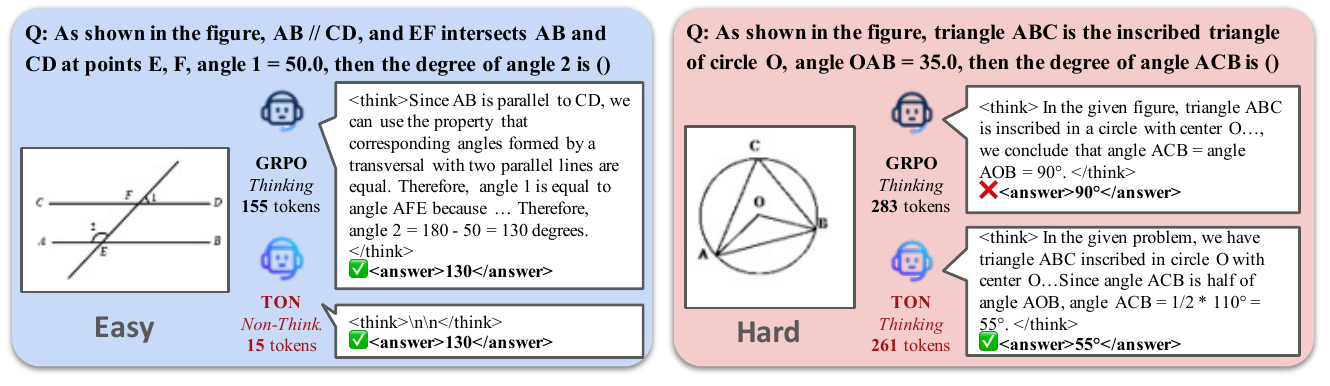 Q: As shown in the figure, AB // CD, and EF intersects AB and
CD at points E, F, angle 1 = 50.0, then the degree of angle 2 is ()
GRPO
Thinking
155 tokens
<think>Since AB is parallel to CD, we
can use the property that
corresponding angles formed by a
transversal with two parallel lines are
equal. Therefore, angle 1 is equal to
angle AFE because … Therefore,
angle 2 = 180 - 50 = 130 degrees.
</think>
✅<answer>130</answer>
F
1
C
D
2
A
B
E
Easy
TON
Non-Think.
15 tokens
<think>\n\n</think>
✅<answer>130</answer>
Q: As shown in the figure, triangle ABC is the inscribed triangle
of circle O, angle OAB = 35.0, then the degree of angle ACB is ()
GRPO
Thinking
283 tokens
<think> In the given figure, triangle ABC
is inscribed in a circle with center O…,
we conclude that angle ACB = angle
AOB = 90°. </think>
❌<answer>90°</answer>
C
O
B
A
Hard
TON
Thinking
261 tokens
<think> In the given problem, we have
triangle ABC inscribed in circle O with
center O…Since angle ACB is half of
angle AOB, angle ACB = 1/2 * 110° =
55°. </think>
✅<answer>55°</answer>